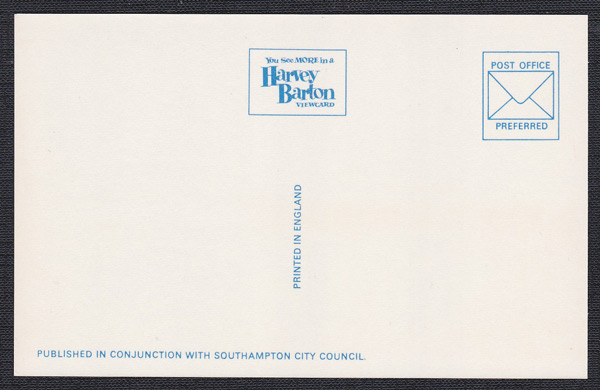 You See MORE in a
Harvey
Barton
VIEWCARD
POST OFFICE
PREFERRED
PRINTED IN ENGLAND
PUBLISHED IN CONJUNCTION WITH SOUTHAMPTON CITY COUNCIL.